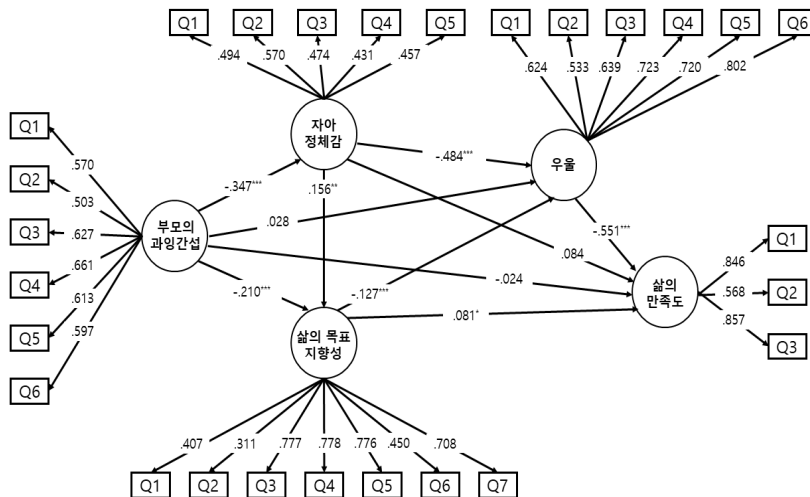 Q1
Q2
Q3
Q4
Q5
.494
.570
.474
.431
.457
Q1
Q2
Q3
Q4
Q5
Q6
.624
.533
.639
.723
.720
.802
자아
정체감
우울
Q1
Q2
Q3
Q4
Q5
Q6
.570
.503
.627
.661
.613
.597
부모의
과잉간섭
-.347***
-.484***
.156**
.028
.084
-.551***
-.024
-.210***
-.127***
.081*
삶의
만족도
.846
.568
.857
Q1
Q2
Q3
삶의 목표
지향성
.407
.311
.777
.778
.776
.450
.708
Q1
Q2
Q3
Q4
Q5
Q6
Q7